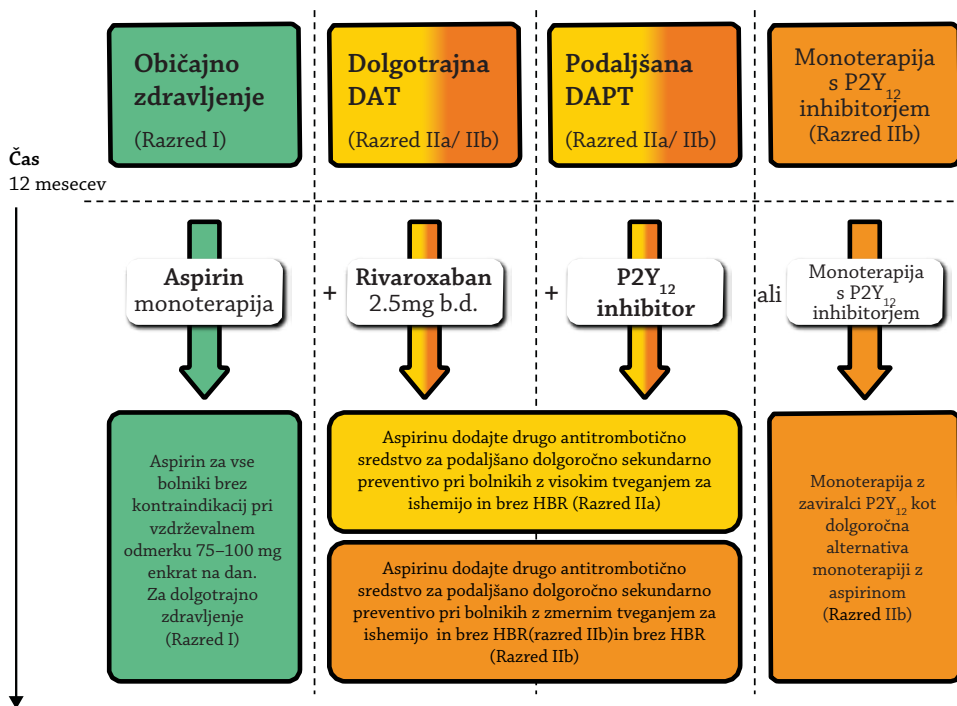 Običajno
zdravljenje
(Razred I)
Dolgotrajna
DAT
(Razred IIa/ IIb)
Podaljšana
DAPT
(Razred IIa/ IIb)
Monoterapija
s P2Y₁₂
inhibitorjem
(Razred IIb)
Čas
12 mesecev
Aspirin
monoterapija
+
Rivaroxaban
2.5mg b.d.
+
P2Y₁₂
inhibitor
ali
Monoterapija
s P2Y₁₂
inhibitorjem
Aspirin za vse
bolniki brez
kontraindikacij pri
vzdrževalnem
odmerku 75–100 mg
enkrat na dan.
Za dolgotrajno
zdravljenje
(Razred I)
Aspirinu dodajte drugo antitrombotično
sredstvo za podaljšano dolgoročno sekundarno
preventivo pri bolnikih z visokim tveganjem za
ishemijo in brez HBR (Razred IIa)
Aspirinu dodajte drugo antitrombotično
sredstvo za podaljšano dolgoročno sekundarno
preventivo pri bolnikih z zmernim tveganjem za
ishemijo in brez HBR(razred IIb)in brez HBR
(Razred IIb)
Monoterapija z
zaviralci P2Y₁₂ kot
dolgoročna
alternativa
monoterapiji z
aspirinom
(Razred IIb)